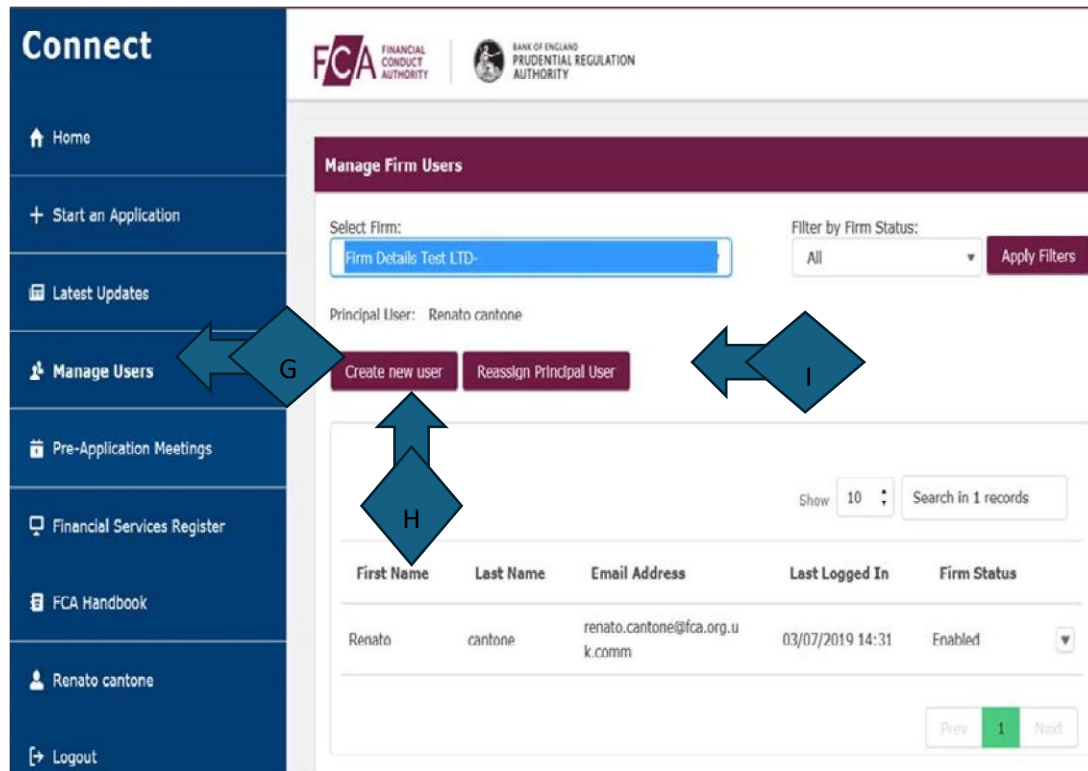 Connect
Home
+ Start an Application
Latest Updates
Manage Users
Pre-Application Meetings
Financial Services Register
FCA Handbook
Renato cantone
Logout
FCA FINANCIAL
CONDUCT
AUTHORITY
BANK OF ENGLAND
PRUDENTIAL REGULATION
AUTHORITY
Manage Firm Users
Select Firm:
Firm Details Test LTD-
Filter by Firm Status:
All
Apply Filters
Principal User: Renato cantone
G
Create new user
Reassign Principal User
I
H
Show 10
Search in 1 records
First Name Last Name Email Address Last Logged In Firm Status
Renato cantone renato.cantone@fca.org.u
k.comm 03/07/2019 14:31 Enabled
Prev 1 Next